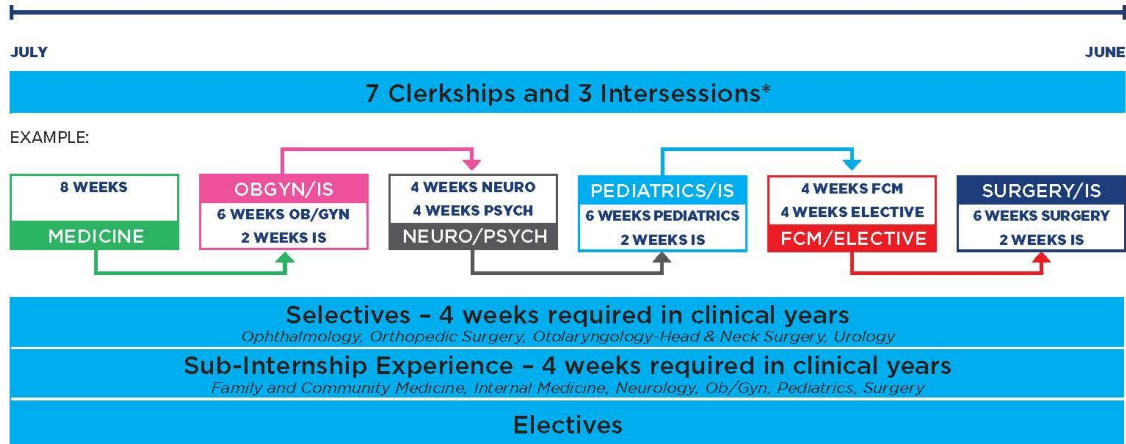 JULY
JUNE
7 Clerkships and 3 Intersessions*
EXAMPLE:
8 WEEKS
MEDICINE
OBGYN/IS
6 WEEKS OB/GYN
2 WEEKS IS
4 WEEKS NEURO
4 WEEKS PSYCH
NEURO/PSYCH
PEDIATRICS/IS
6 WEEKS PEDIATRICS
2 WEEKS IS
4 WEEKS FCM
4 WEEKS ELECTIVE
FCM/ELECTIVE
SURGERY/IS
6 WEEKS SURGERY
2 WEEKS IS
Selectives – 4 weeks required in clinical years
Ophthalmology, Orthopedic Surgery, Otolaryngology-Head & Neck Surgery, Urology
Sub-Internship Experience – 4 weeks required in clinical years
Family and Community Medicine, Internal Medicine, Neurology, Ob/Gyn, Pediatrics, Surgery
Electives